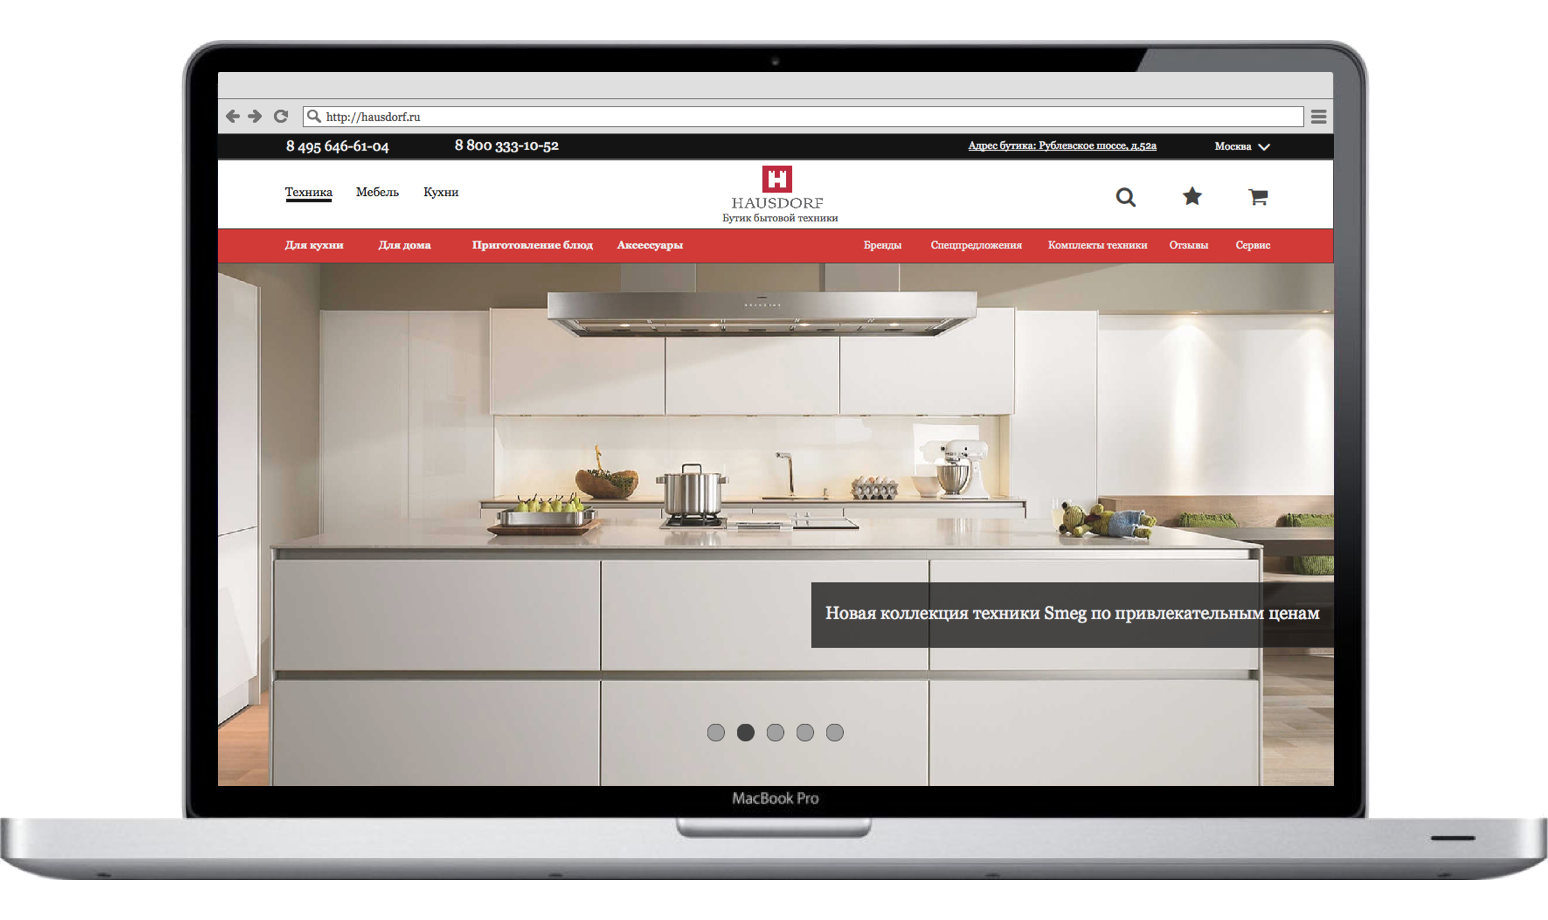 http://hausdorf.ru
8 495 646-61-04 8 800 333-10-52 Адрес бутика: Рублевское шоссе, д.52а Москва
Техника Мебель Кухни
H
HAUSDORF
Бутик бытовой техники
Для кухни Для дома Приготовление блюд Аксессуары Бренды Спецпредложения Комплекты техники Отзывы Сервис
Новая коллекция техники Smeg по привлекательным ценам
MacBook Pro